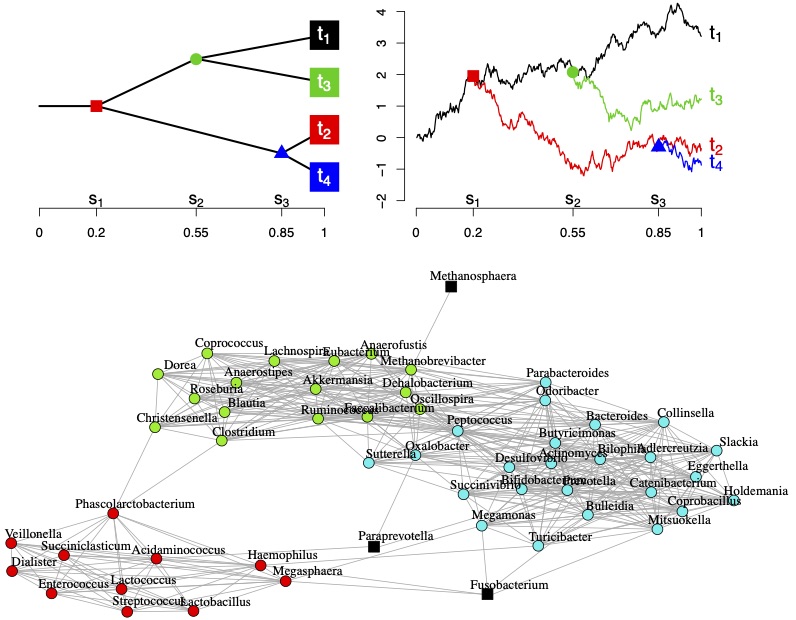 t1
t3
t2
t4
s1 s2 s3
0 0.2 0.55 0.85 1
4
3
2
1
0
−1
−2
t1
t3
t2
t4
s1 s2 s3
0 0.2 0.55 0.85 1
Methanosphaera
Coprococcus
Lachnospira
Eubacterium
Anaerofustis
Dorea
Methanobrevibacter
Anaerostipes
Akkermansia
Dehalobacterium
Roseburia
Oscillospira
Blautia
Ruminococcus
Faecalibacterium
Christensenella
Clostridium
Parabacteroides
Odoribacter
Peptococcus
Bacteroides
Collinsella
Butyricimonas
Oxalobacter
Sutterella
Desulfovibrio
Actinomyces
Bilophila
Adlercreutzia
Slackia
Eggerthella
Succinivibrio
Bifidobacterium
Prevotella
Catenibacterium
Holdemania
Coprobacillus
Megamonas
Bulleidia
Mitsuokella
Turicibacter
Phascolarctobacterium
Paraprevotella
Veillonella
Succiniclasticum
Acidaminococcus
Haemophilus
Dialister
Megasphaera
Enterococcus
Lactococcus
Streptococcus
Lactobacillus
Fusobacterium